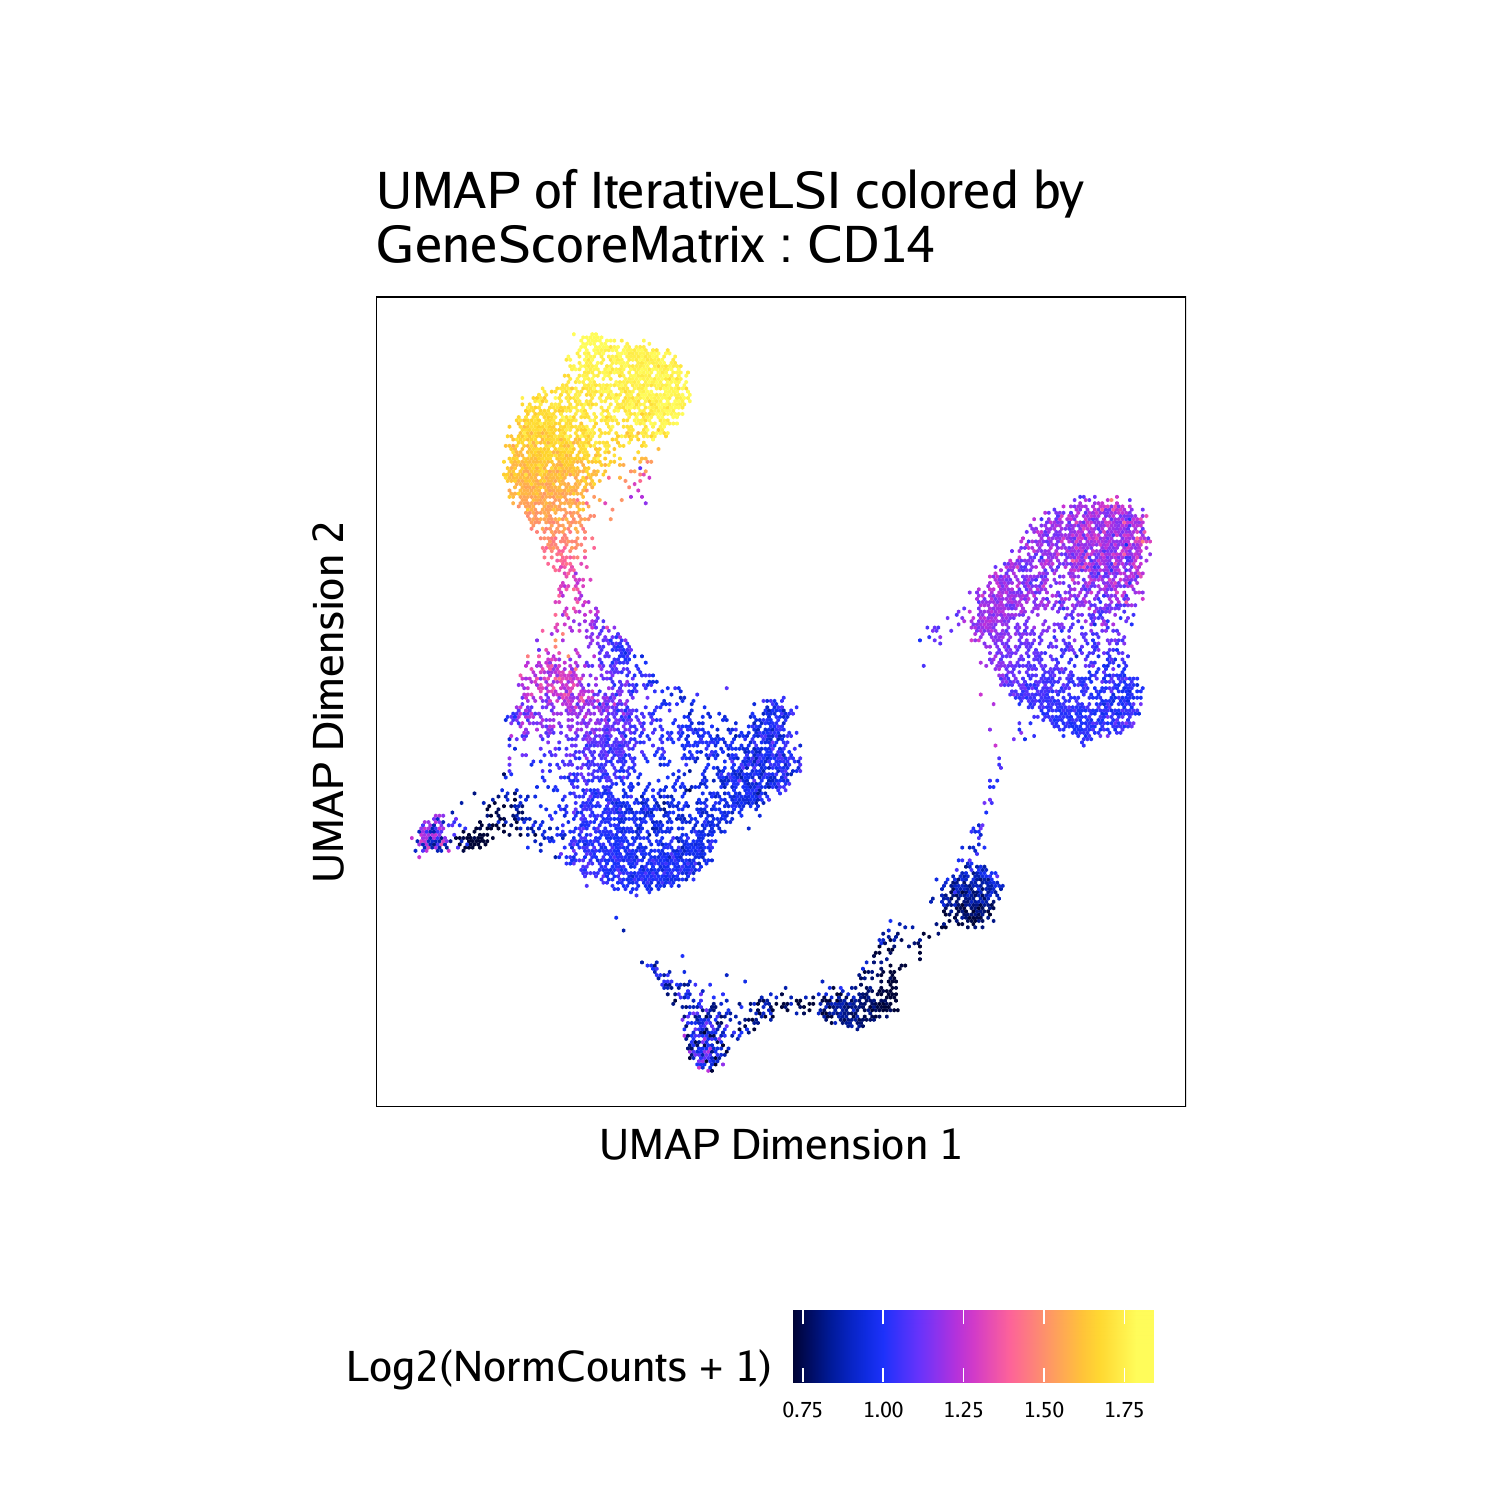 UMAP of IterativeLSI colored by
GeneScoreMatrix : CD14
UMAP Dimension 2
UMAP Dimension 1
Log2(NormCounts + 1)
0.75 1.00 1.25 1.50 1.75